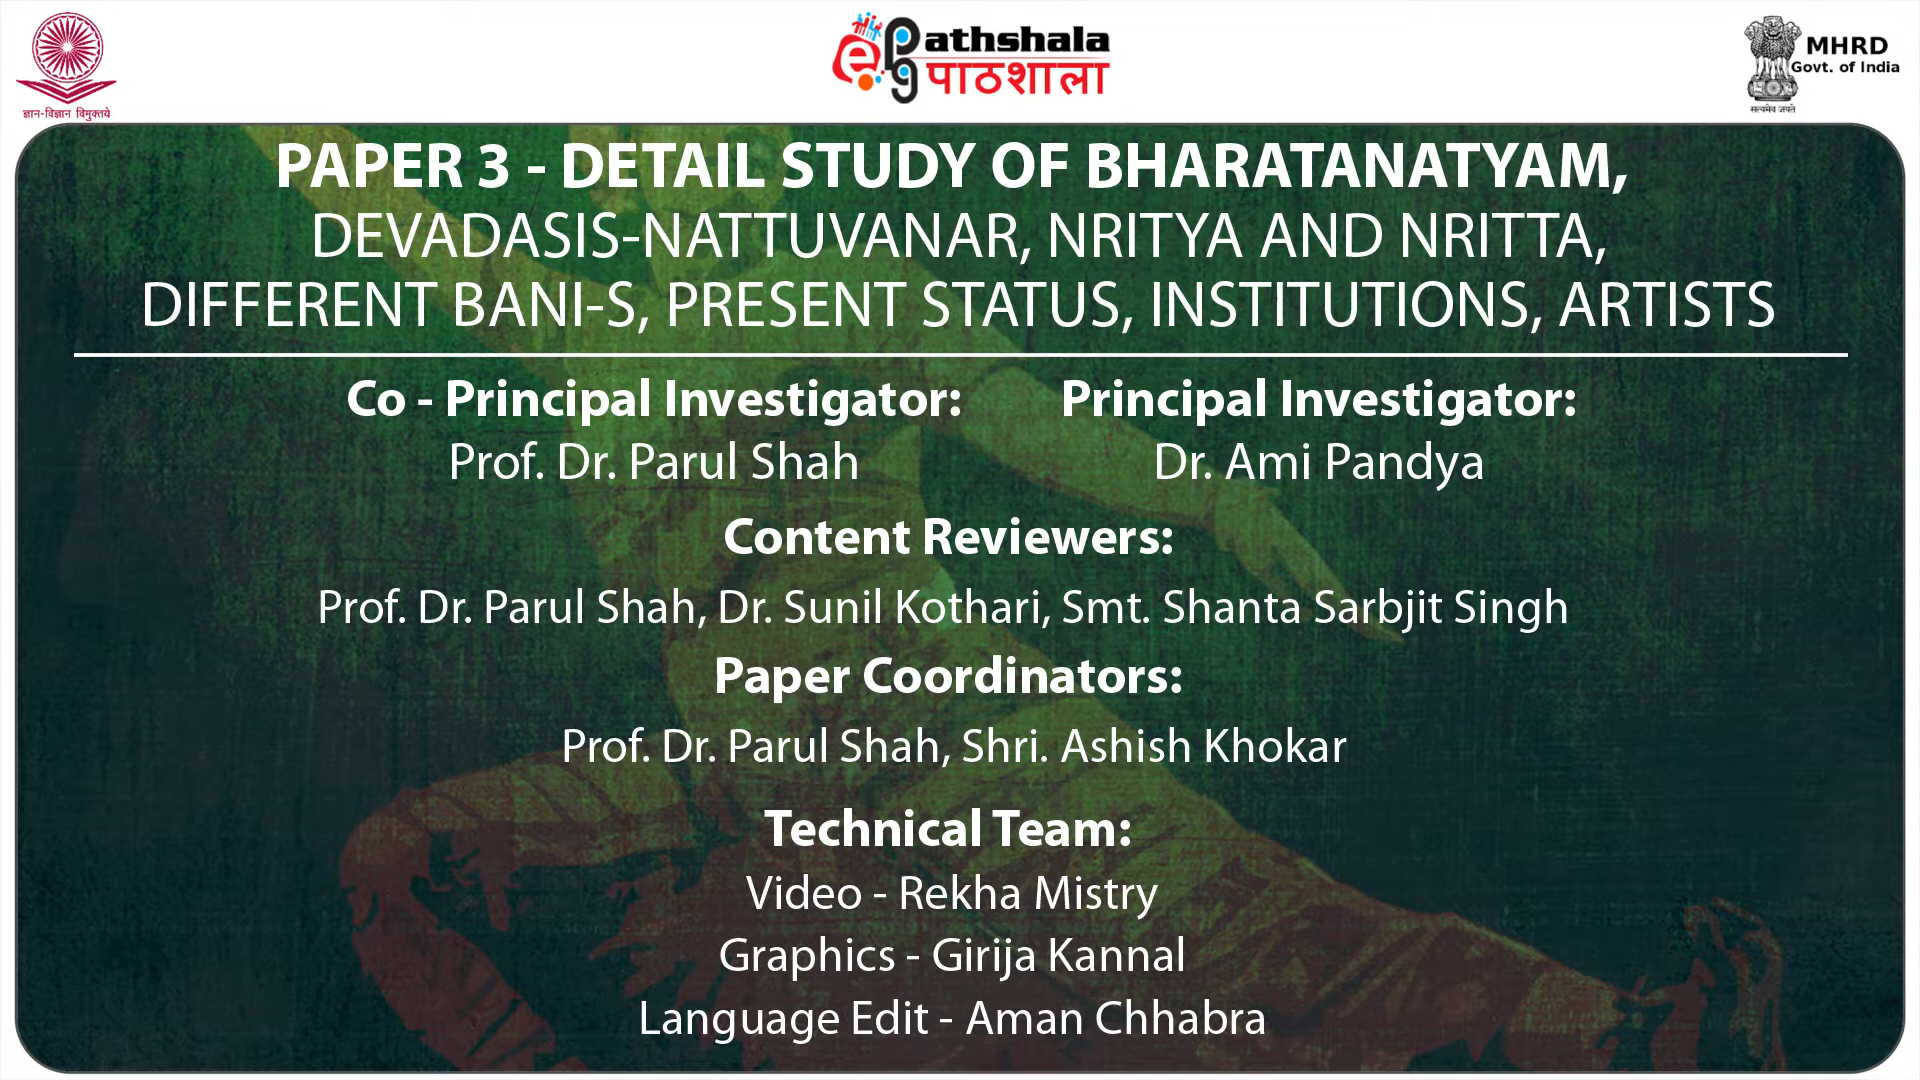 ज्ञान-विज्ञान विमुक्तये
ePG Pathshala
पाठशाला
MHRD
Govt. of India
सत्यमेव जयते
PAPER 3 - DETAIL STUDY OF BHARATANATYAM,
DEVADASIS-NATTUVANAR, NRITYA AND NRITTA,
DIFFERENT BANI-S, PRESENT STATUS, INSTITUTIONS, ARTISTS
Co - Principal Investigator:
Prof. Dr. Parul Shah
Principal Investigator:
Dr. Ami Pandya
Content Reviewers:
Prof. Dr. Parul Shah, Dr. Sunil Kothari, Smt. Shanta Sarbjit Singh
Paper Coordinators:
Prof. Dr. Parul Shah, Shri. Ashish Khokar
Technical Team:
Video - Rekha Mistry
Graphics - Girija Kannal
Language Edit - Aman Chhabra